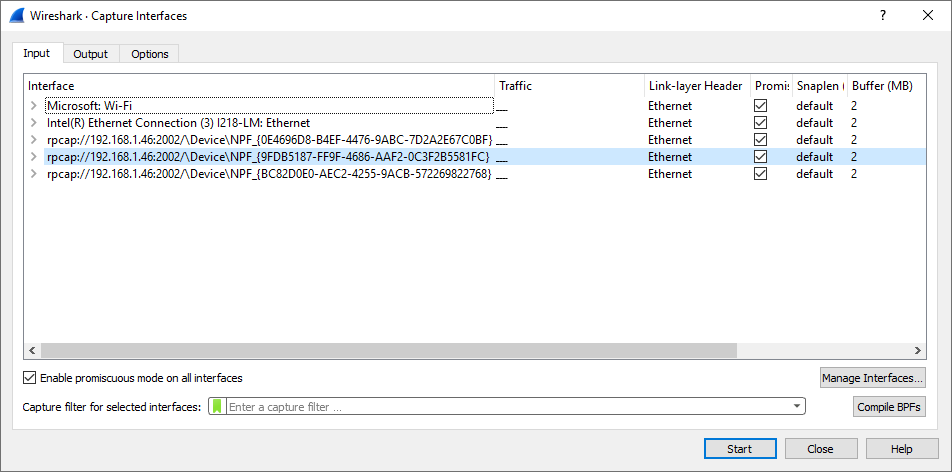 Wireshark · Capture Interfaces
Input Output Options
Interface Traffic Link-layer Header Promis Snaplen ( Buffer (MB)
Microsoft: Wi-Fi Ethernet default 2
Intel(R) Ethernet Connection (3) I218-LM: Ethernet Ethernet default 2
rpcap://192.168.1.46:2002/\Device\NPF_{0E4696D8-B4EF-4476-9ABC-7D2A2E67C0BF} Ethernet default 2
rpcap://192.168.1.46:2002/\Device\NPF_{9FDB5187-FF9F-4686-AAF2-0C3F2B5581FC} Ethernet default 2
rpcap://192.168.1.46:2002/\Device\NPF_{BC82D0E0-AEC2-4255-9ACB-572269822768} Ethernet default 2
Enable promiscuous mode on all interfaces Manage Interfaces...
Capture filter for selected interfaces: Enter a capture filter ... Compile BPFs
Start Close Help